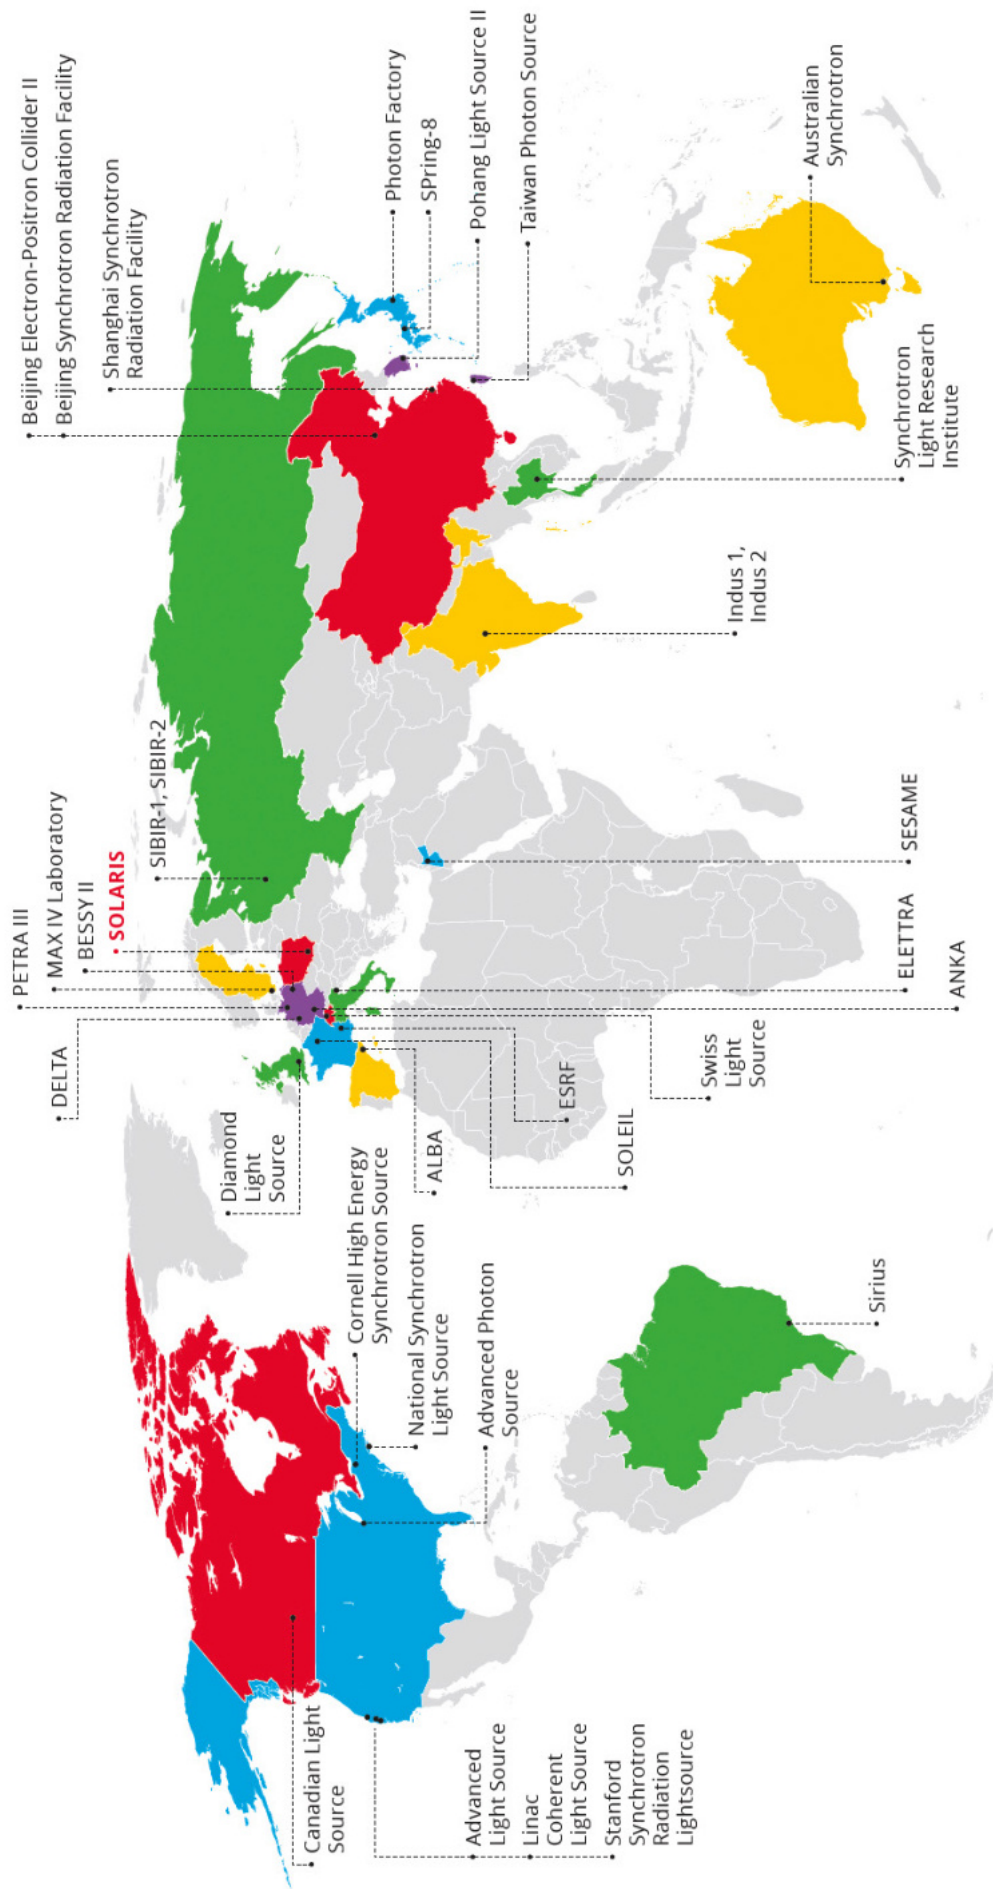 Canadian Light
Source
Advanced
Light Source
Linac
Coherent
Light Source
Stanford
Synchrotron
Radiation
Lightsource
Cornell High Energy
Synchrotron Source
National Synchrotron
Light Source
Advanced Photon
Source
Sirius
Diamond
Light
Source
DELTA
PETRA III
MAX IV Laboratory
BESSY II
SOLARIS
SIBIR-1, SIBIR-2
ALBA
SOLEIL
ESRF
Swiss
Light
Source
ANKA
ELETTRA
SESAME
Beijing Electron-Positron Collider II
Beijing Synchrotron Radiation Facility
Shanghai Synchrotron
Radiation Facility
Photon Factory
SPring-8
Pohang Light Source II
Taiwan Photon Source
Indus 1,
Indus 2
Synchrotron
Light Research
Institute
Australian
Synchrotron